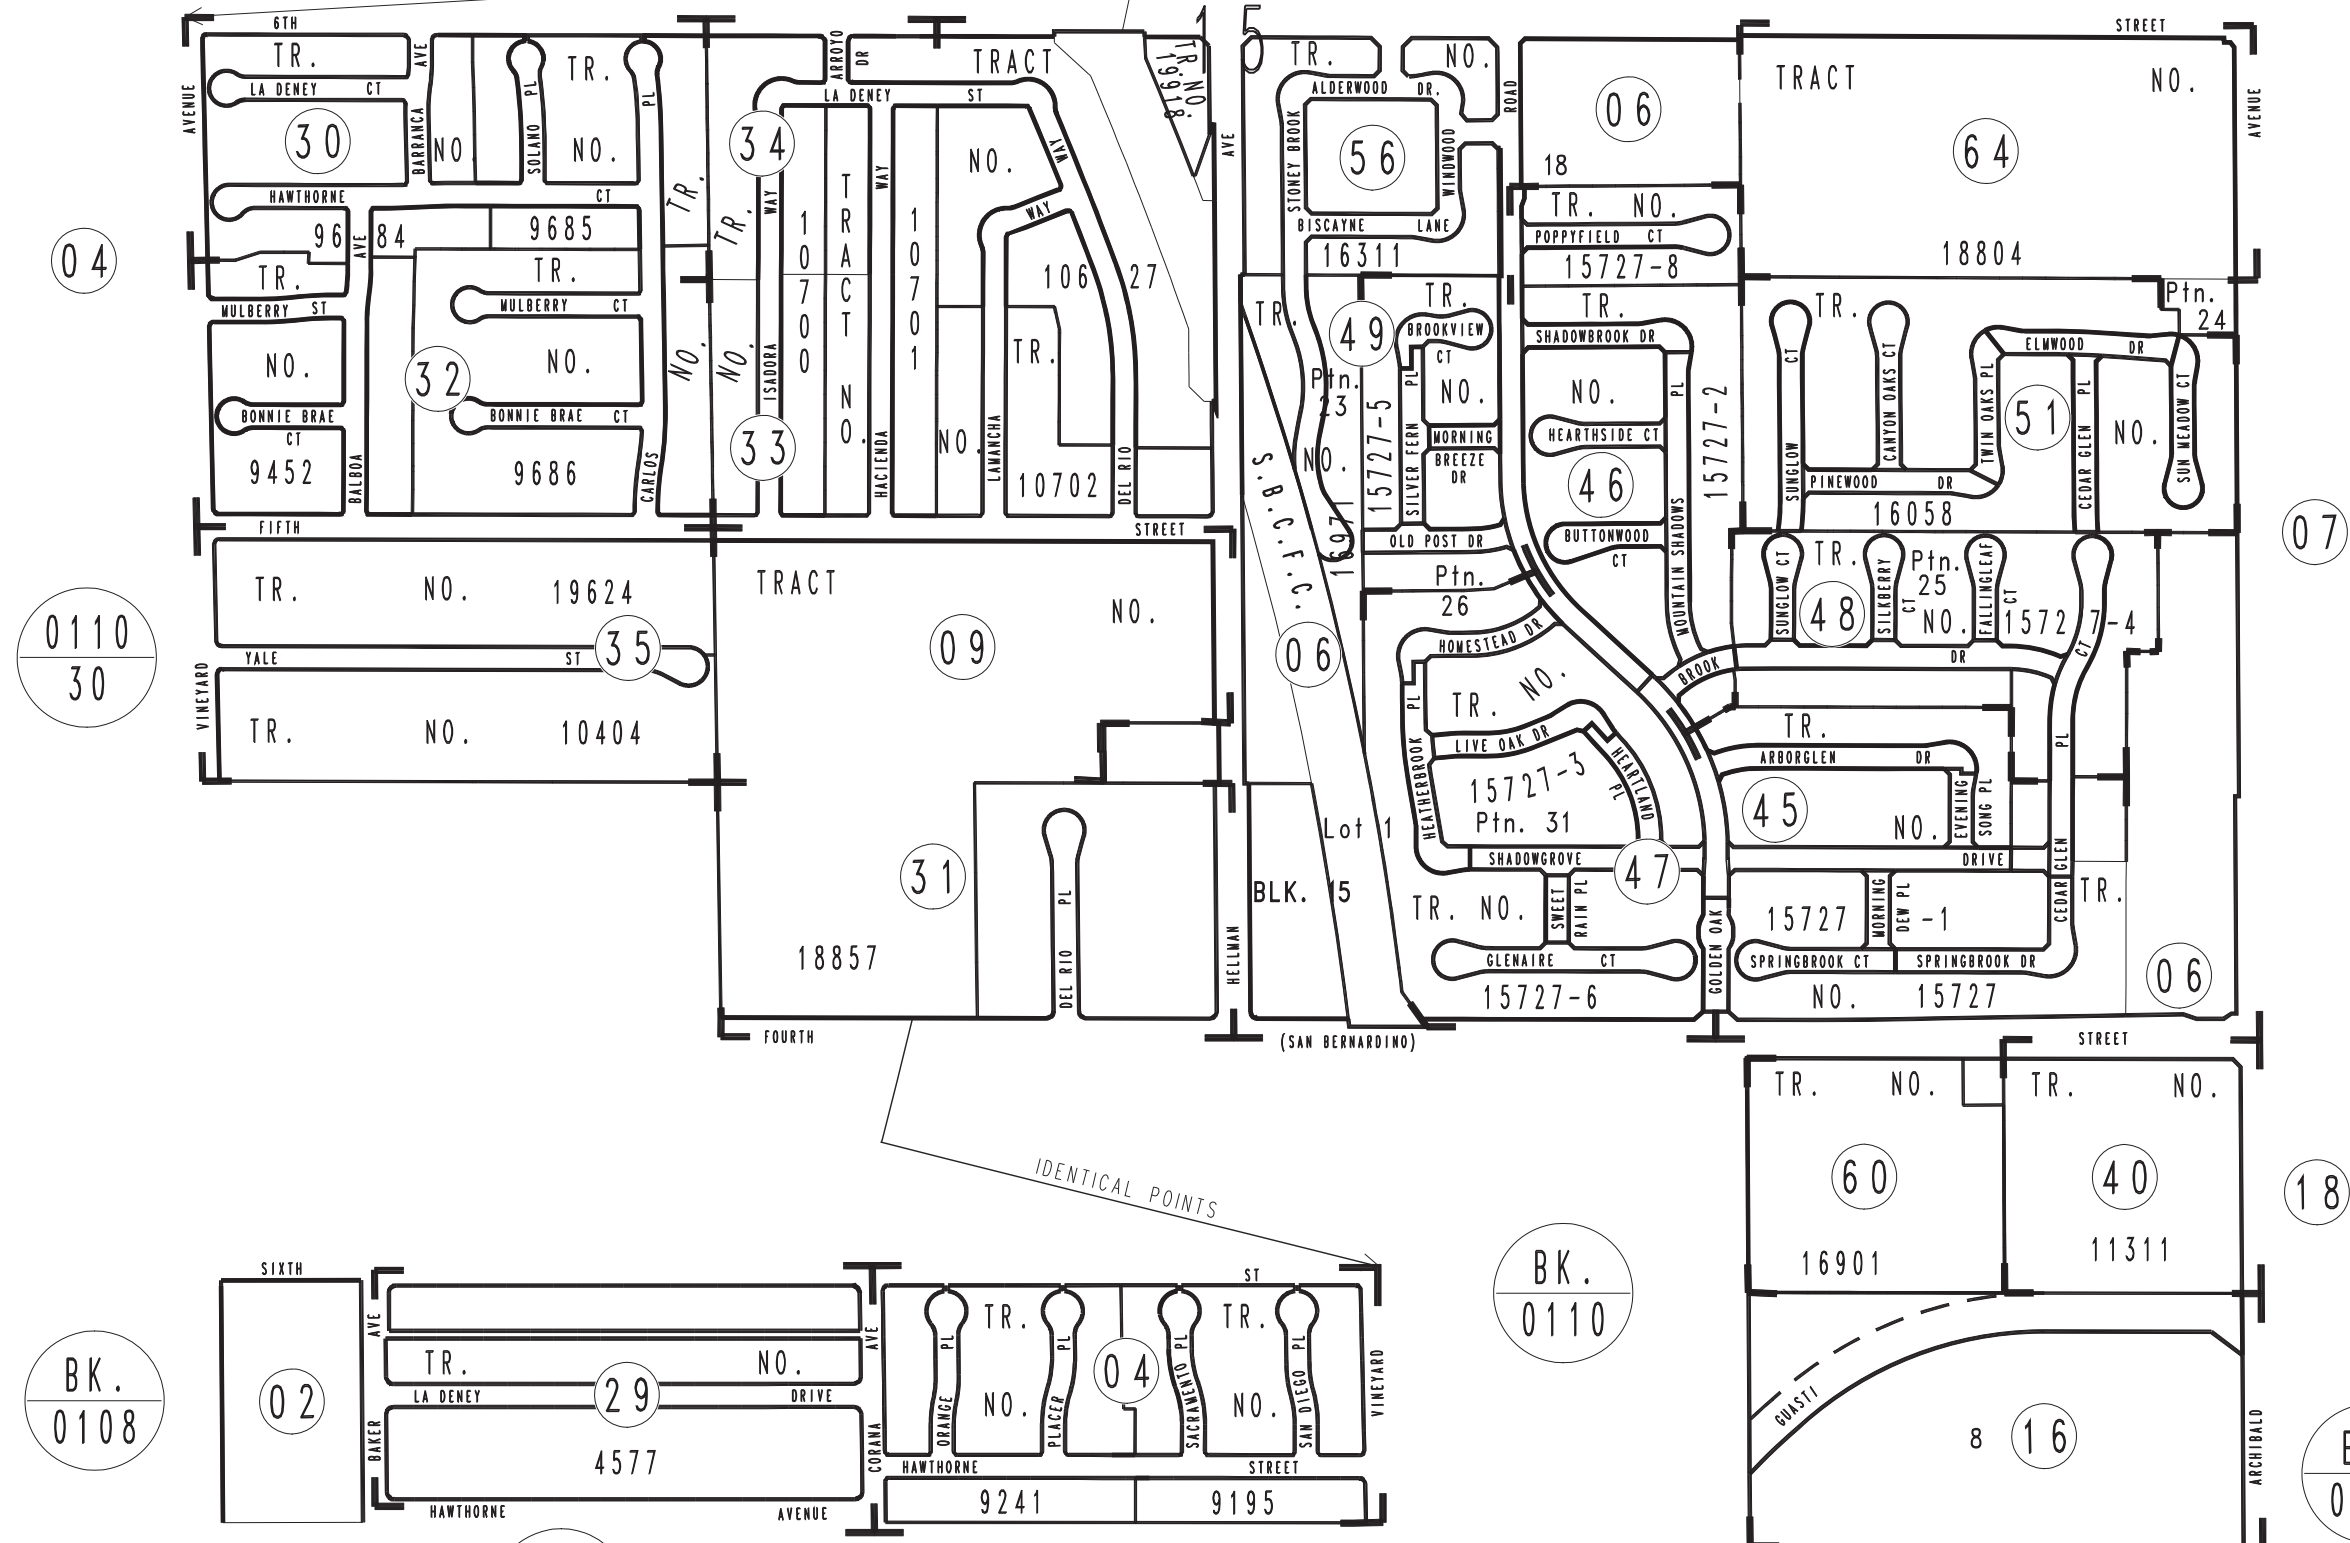 6TH
STREET
15
TR.
TR.
TRACT
TR. NO.
19918
TR.
NO.
TRACT
NO.
AVENUE
LA DENEY CT
AVE
BARRANCA
NO.
SOLANO PL
NO.
PL
ARROYO DR
LA DENEY ST
AVE
ALDERWOOD DR.
ROAD
06
64
AVENUE
30
34
WAY
NO.
WAY
STONEY BROOK
56
WINDWOOD
18
HAWTHORNE CT
TR.
TR.
ISADORA WAY
10700
TRACT NO.
HACIENDA WAY
10701
WAY
TR. NO.
04
9684
9685
AVE
BISCAYNE LANE
16311
POPPYFIELD CT
15727-8
18804
TR.
TR.
106 27
TR.
TR.
TR.
TR.
Ptn.
24
MULBERRY ST
MULBERRY CT
49
BROOKVIEW CT
SHADOWBROOK DR
ELMWOOD DR
NO.
32
NO.
NO.
NO.
TR.
Ptn.
23
NO.
NO.
PL
15727-2
SUNGLOW CT
CANYON OAKS CT
TWIN OAKS PL
51
CEDAR GLEN PL
NO.
SUN MEADOW CT
BONNIE BRAE CT
BONNIE BRAE CT
33
NO.
LAMANCHA
DEL RIO
S.B.C.F.C.
NO.
15727-5
SILVER FERN PL
MORNING
BREEZE
DR
HEARTHSIDE CT
46
9452
BALBOA
9686
CARLOS
10702
16971
PINEWOOD DR
16058
FIFTH
STREET
OLD POST DR
BUTTONWOOD CT
MOUNTAIN SHADOWS
07
TR. NO. 19624
TRACT
NO.
Ptn.
26
SUNGLOW CT
TR.
48
SILKBERRY CT
Ptn.
25
NO.
FALLINGLEAF CT
15727-4
0110
30
YALE ST
35
09
06
HOMESTEAD DR
BROOK DR
CT
VINEYARD
TR. NO. 10404
TR. NO.
PL
LIVE OAK DR
TR.
ARBORGLEN DR
PL
HEATHERBROOK
15727-3
Ptn. 31
HEARTLAND PL
45
NO.
EVENING
SONG PL
Lot 1
31
SHADOWGROVE
47
DRIVE
CEDAR GLEN
PL
BLK. 15
TR. NO.
SWEET
RAIN PL
GOLDEN OAK
15727
MORNING
DEW PL
-1
TR.
18857
DEL RIO
HELLMAN
GLENAIRE CT
SPRINGBROOK CT
SPRINGBROOK DR
06
15727-6
NO. 15727
FOURTH
(SAN BERNARDINO)
STREET
TR. NO.
TR. NO.
IDENTICAL POINTS
60
40
18
16901
11311
SIXTH
ST
BK.
0110
AVE
AVE
TR.
TR.
BK.
0108
02
TR. NO.
29
LA DENEY DRIVE
ORANGE PL
NO.
PLACER PL
04
SACRAMENTO PL
NO.
SAN DIEGO PL
VINEYARD
GUASTI
BAKER
4577
CORANA
8
16
ARCHIBALD
HAWTHORNE STREET
HAWTHORNE AVENUE
9241
9195